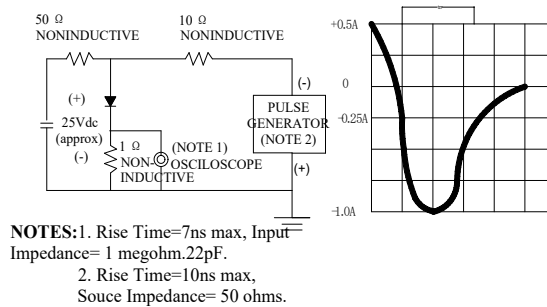 50 Ω
NONINDUCTIVE
10 Ω
NONINDUCTIVE
(+)
25Vdc
(approx)
(-)
1 Ω
NON-
INDUCTIVE
(NOTE 1)
OSCILOSCOPE
(-)
PULSE
GENERATOR
(NOTE 2)
(+)
+0.5A
0
-0.25A
-1.0A
NOTES:1. Rise Time=7ns max, Input
Impedance= 1 megohm.22pF.
2. Rise Time=10ns max,
Souce Impedance= 50 ohms.